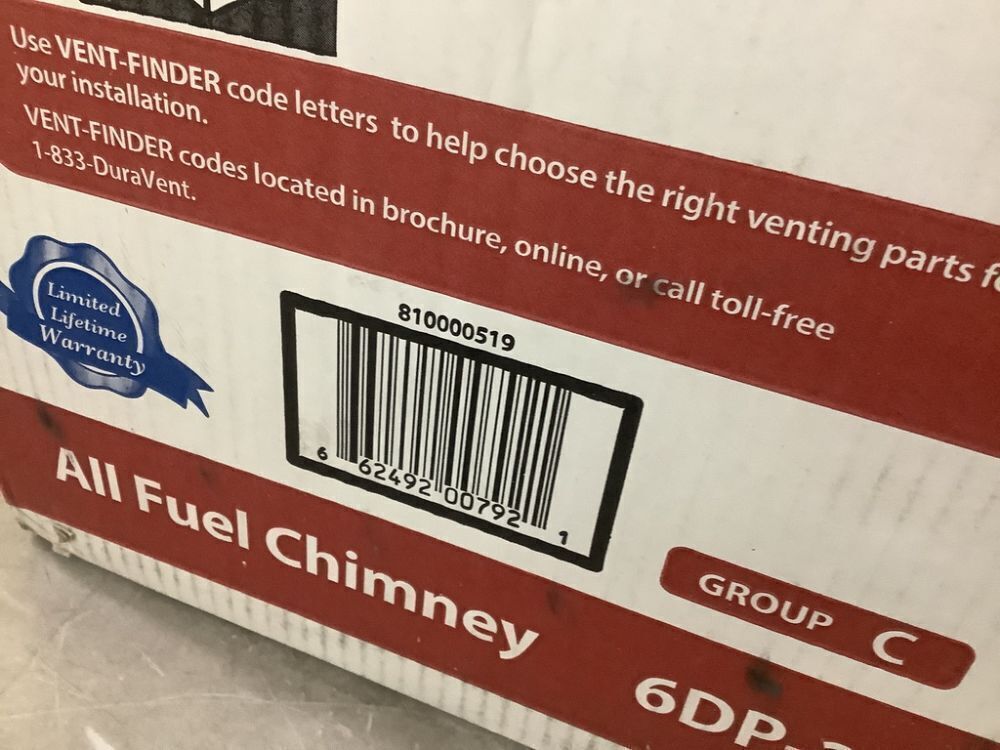 Use VENT-FINDER code letters to help choose the right venting parts
your installation.
VENT-FINDER codes located in brochure, online, or call toll-free
1-833-DuraVent.
Limited
Lifetime
Warranty
810000519
6 62492 00792 1
All Fuel Chimney
GROUP C
6DP-